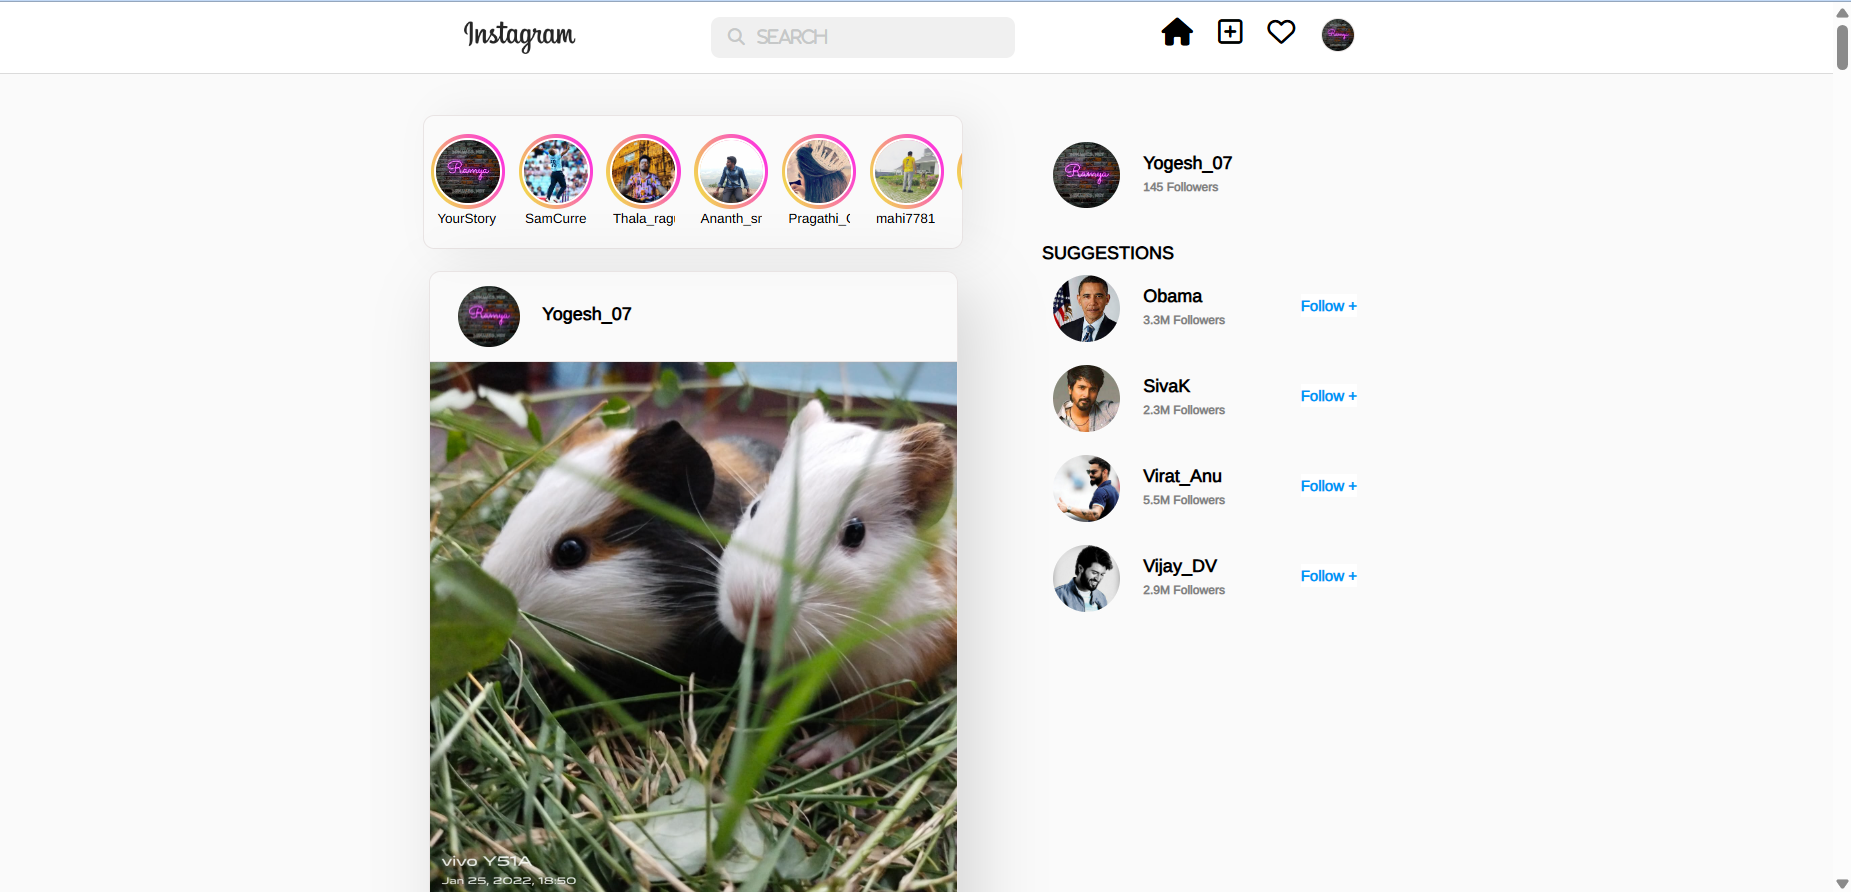 Instagram
SEARCH
YourStory
SamCurre
Thala_rag
Ananth_sr
Pragathi_
mahi7781
Yogesh_07
145 Followers
SUGGESTIONS
Obama
3.3M Followers
Follow +
SivaK
2.3M Followers
Follow +
Virat_Anu
5.5M Followers
Follow +
Vijay_DV
2.9M Followers
Follow +
Yogesh_07
Ramya
vivo Y51A
Jan 25, 2022, 18:50